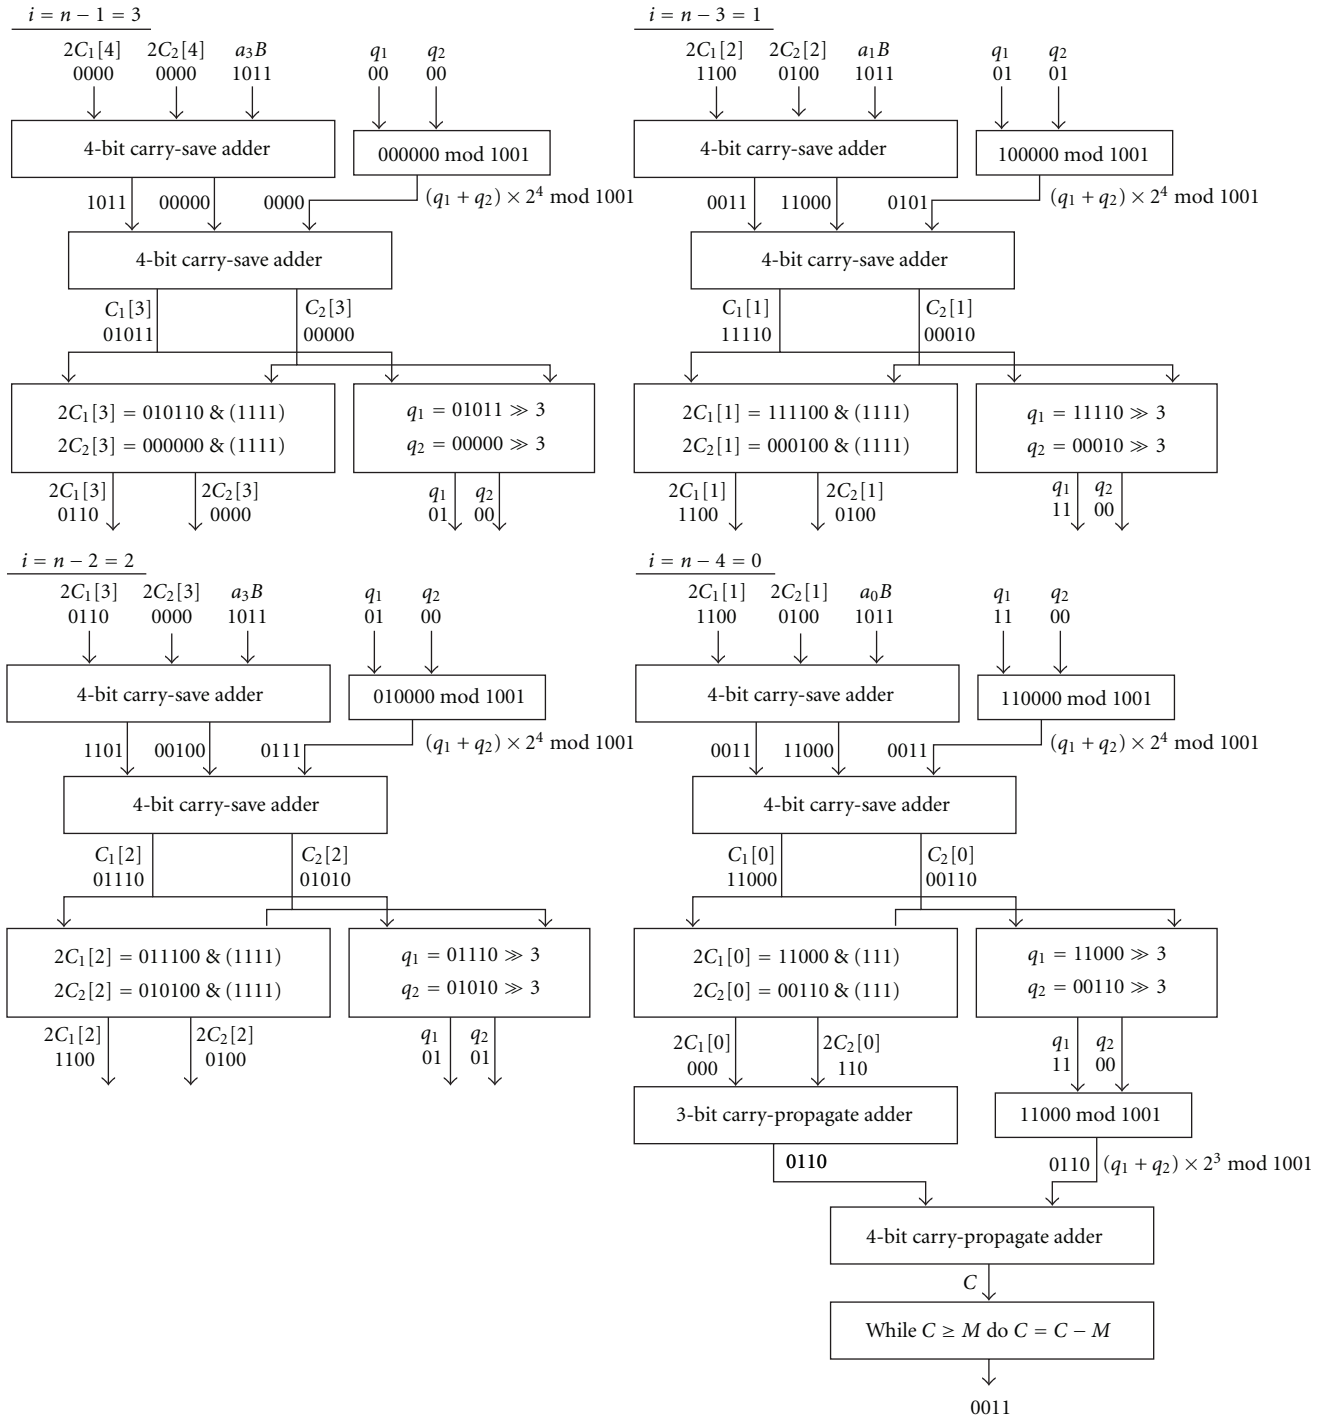 i = n − 1 = 3
2C₁[4] 2C₂[4] a₃B q₁ q₂
0000 0000 1011 00 00
4-bit carry-save adder
000000 mod 1001
1011 00000 0000 (q₁ + q₂) × 2⁴ mod 1001
4-bit carry-save adder
C₁[3] C₂[3]
01011 00000
2C₁[3] = 010110 & (1111)
2C₂[3] = 000000 & (1111)
q₁ = 01011 ≫ 3
q₂ = 00000 ≫ 3
2C₁[3] 2C₂[3] q₁ q₂
0110 0000 01 00
i = n − 2 = 2
2C₁[3] 2C₂[3] a₃B q₁ q₂
0110 0000 1011 01 00
4-bit carry-save adder
010000 mod 1001
1101 00100 0111 (q₁ + q₂) × 2⁴ mod 1001
4-bit carry-save adder
C₁[2] C₂[2]
01110 01010
2C₁[2] = 011100 & (1111)
2C₂[2] = 010100 & (1111)
q₁ = 01110 ≫ 3
q₂ = 01010 ≫ 3
2C₁[2] 2C₂[2] q₁ q₂
1100 0100 01 01
i = n − 3 = 1
2C₁[2] 2C₂[2] a₁B q₁ q₂
1100 0100 1011 01 01
4-bit carry-save adder
100000 mod 1001
0011 11000 0101 (q₁ + q₂) × 2⁴ mod 1001
4-bit carry-save adder
C₁[1] C₂[1]
11110 00010
2C₁[1] = 111100 & (1111)
2C₂[1] = 000100 & (1111)
q₁ = 11110 ≫ 3
q₂ = 00010 ≫ 3
2C₁[1] 2C₂[1] q₁ q₂
1100 0100 11 00
i = n − 4 = 0
2C₁[1] 2C₂[1] a₀B q₁ q₂
1100 0100 1011 11 00
4-bit carry-save adder
110000 mod 1001
0011 11000 0011 (q₁ + q₂) × 2⁴ mod 1001
4-bit carry-save adder
C₁[0] C₂[0]
11000 00110
2C₁[0] = 11000 & (111)
2C₂[0] = 00110 & (111)
q₁ = 11000 ≫ 3
q₂ = 00110 ≫ 3
2C₁[0] 2C₂[0] q₁ q₂
000 110 11 00
3-bit carry-propagate adder
11000 mod 1001
0110 0110 (q₁ + q₂) × 2³ mod 1001
4-bit carry-propagate adder
C
While C ≥ M do C = C − M
0011